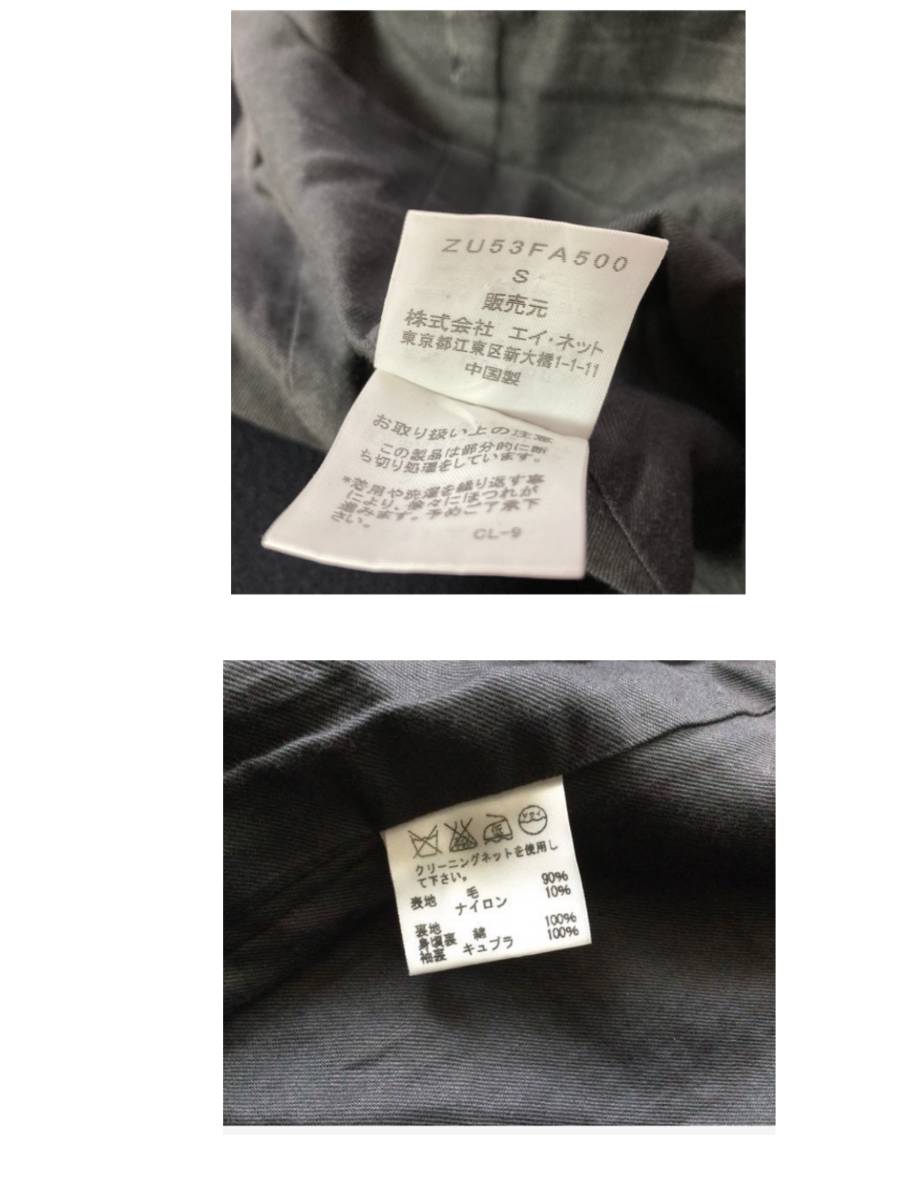 ZU53FA500
S
販売元
株式会社 エイ・ネット
東京都江東区新大橋1-1-11
中国製
お取り扱い上の注意
この製品は部分的に断
ち切り処理をしています。
*着用や洗濯を繰り返す事
により、徐々にほつれが
進みます。予めご了承下
さい。
CL-9
低
ドライ
クリーニングネットを使用し
て下さい。
表地 毛 90%
ナイロン 10%
裏地
身頃裏 綿 100%
袖裏 キュプラ 100%